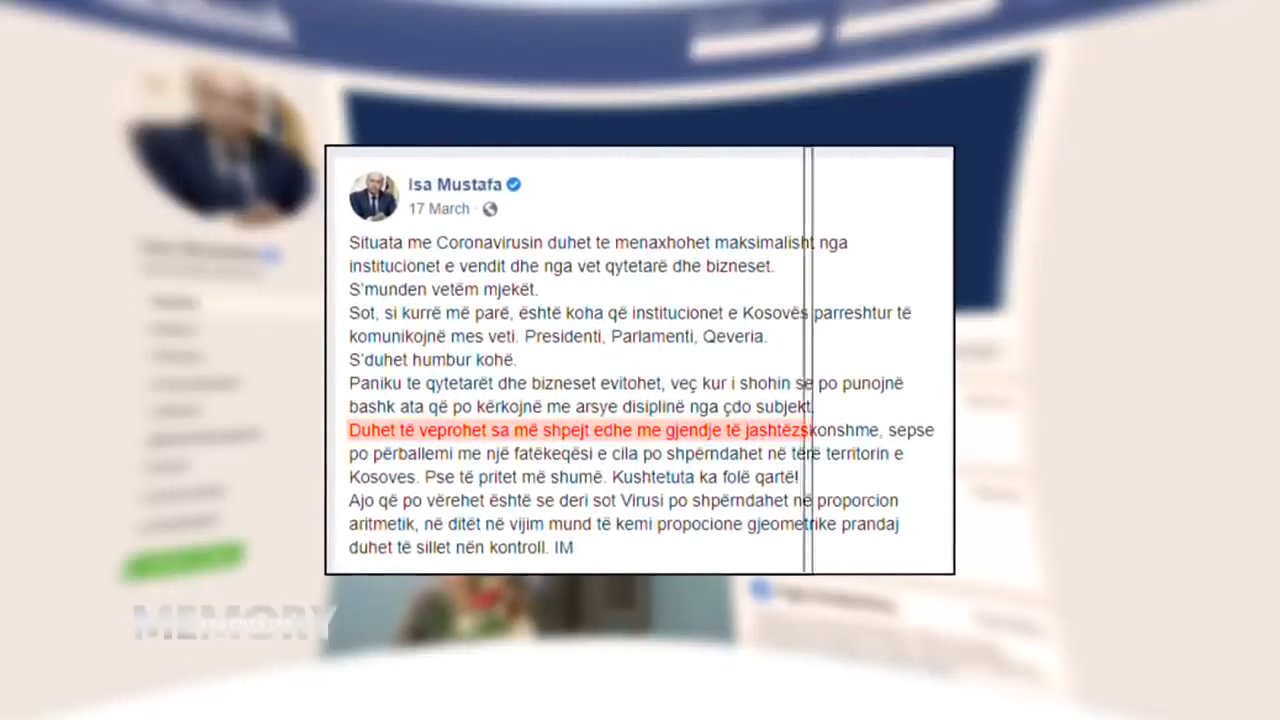 Isa Mustafa
17 March
Situata me Coronavirusin duhet te menaxhohet maksimalisht nga
institucionet e vendit dhe nga vet qytetarë dhe bizneset.
S'munden vetëm mjekët.
Sot, si kurrë më parë, është koha që institucionet e Kosovës parreshtur të
komunikojnë mes veti. Presidenti, Parlamenti, Qeveria.
S'duhet humbur kohë.
Paniku te qytetarët dhe bizneset evitohet, veç kur i shohin se po punojnë
bashk ata që po kërkojnë me arsye disiplinë nga çdo subjekt.
Duhet të veprohet sa më shpejt edhe me gjendje të jashtëzskonshme, sepse
po përballemi me një fatëkeqësi e cila po shpërndahet në tërë territorin e
Kosoves. Pse të pritet më shumë. Kushtetuta ka folë qartë!
Ajo që po vërehet është se deri sot Virusi po shpërndahet në proporcion
aritmetik, në ditët në vijim mund të kemi propocione gjeometrike prandaj
duhet të sillet nën kontroll. IM
MEMORY